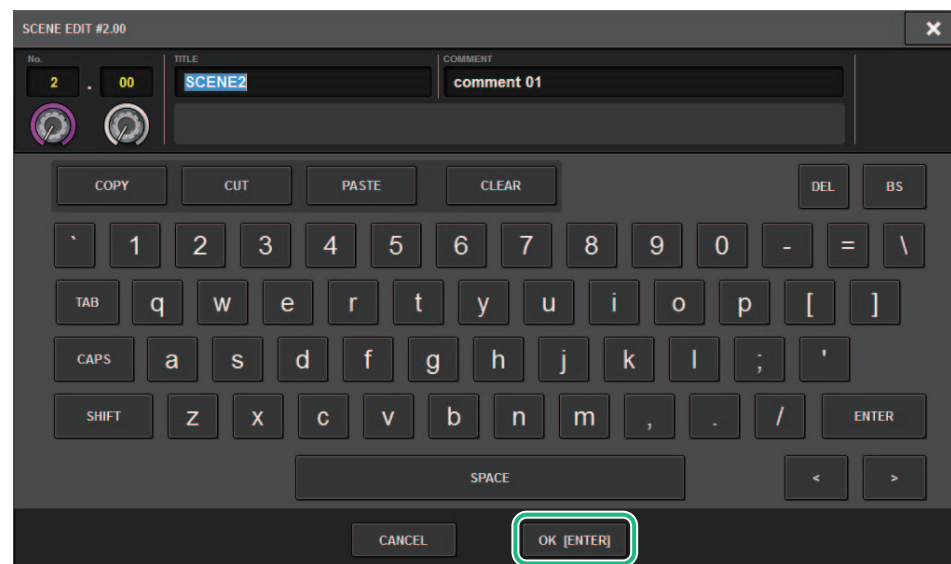 SCENE EDIT #2.00
No. TITLE COMMENT
2 . 00 SCENE2 comment 01
COPY CUT PASTE CLEAR DEL BS
` 1 2 3 4 5 6 7 8 9 0 - = \
TAB q w e r t y u i o p [ ]
CAPS a s d f g h j k l ; '
SHIFT z x c v b n m , . / ENTER
SPACE < >
CANCEL OK [ENTER]